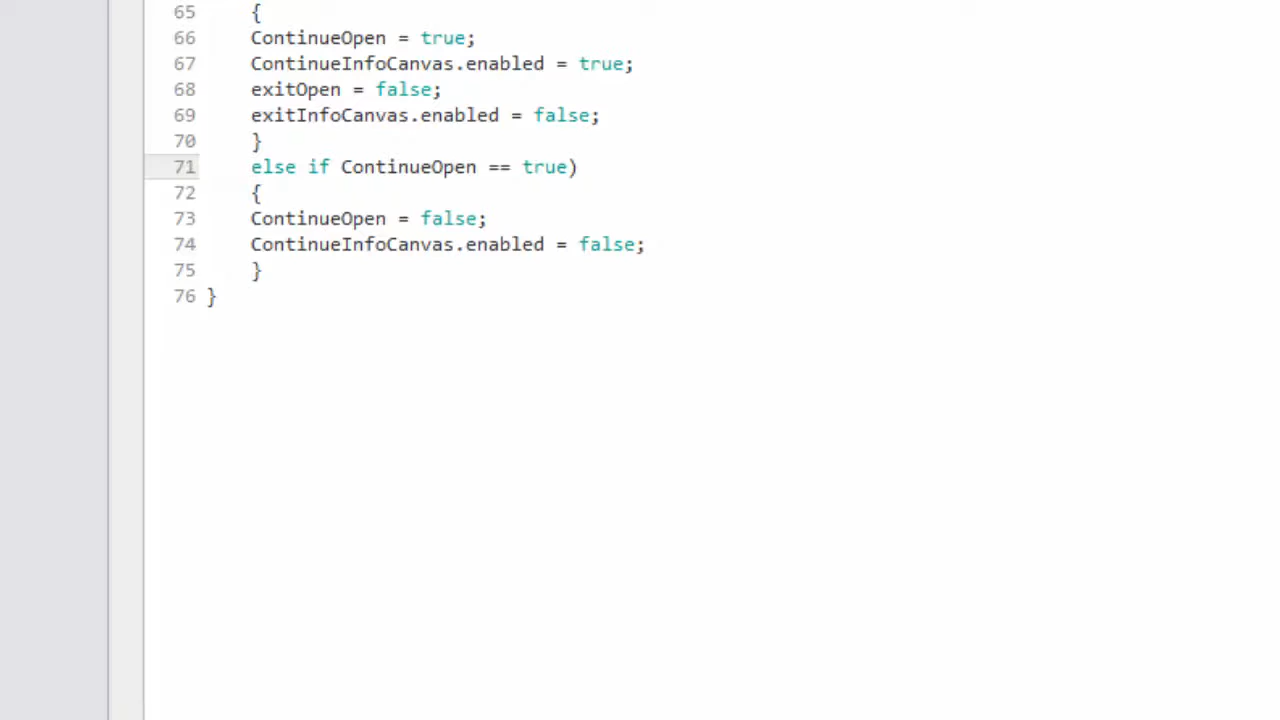 65 {
66 ContinueOpen = true;
67 ContinueInfoCanvas.enabled = true;
68 exitOpen = false;
69 exitInfoCanvas.enabled = false;
70 }
71 else if ContinueOpen == true)
72 {
73 ContinueOpen = false;
74 ContinueInfoCanvas.enabled = false;
75 }
76 }